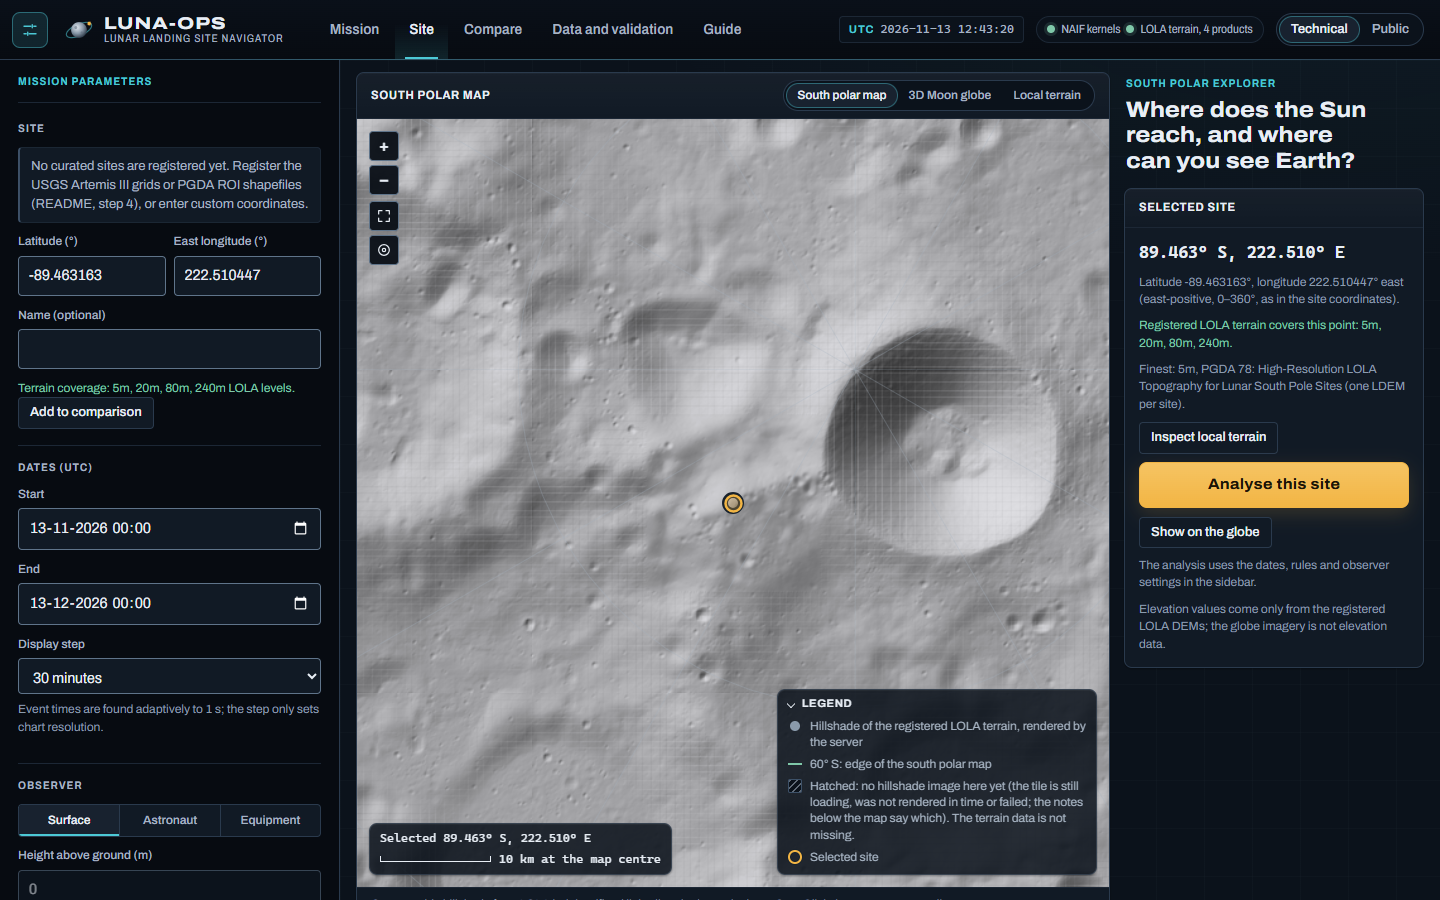 LUNA-OPS
LUNAR LANDING SITE NAVIGATOR
Mission
Site
Compare
Data and validation
Guide
UTC 2026-11-13 12:43:20
NAIF kernels
LOLA terrain, 4 products
Technical
Public
MISSION PARAMETERS
SITE
No curated sites are registered yet. Register the
USGS Artemis III grids or PGDA ROI shapefiles
(README, step 4), or enter custom coordinates.
Latitude (°)
East longitude (°)
-89.463163
222.510447
Name (optional)
Terrain coverage: 5m, 20m, 80m, 240m LOLA levels.
Add to comparison
DATES (UTC)
Start
13-11-2026 00:00
End
13-12-2026 00:00
Display step
30 minutes
Event times are found adaptively to 1 s; the step only sets
chart resolution.
OBSERVER
Surface
Astronaut
Equipment
Height above ground (m)
0
SOUTH POLAR MAP
South polar map
3D Moon globe
Local terrain
+
−
Selected 89.463° S, 222.510° E
10 km at the map centre
LEGEND
Hillshade of the registered LOLA terrain, rendered by
the server
60° S: edge of the south polar map
Hatched: no hillshade image here yet (the tile is still
loading, was not rendered in time or failed; the notes
below the map say which). The terrain data is not
missing.
Selected site
SOUTH POLAR EXPLORER
Where does the Sun
reach, and where
can you see Earth?
SELECTED SITE
89.463° S, 222.510° E
Latitude -89.463163°, longitude 222.510447° east
(east-positive, 0–360°, as in the site coordinates).
Registered LOLA terrain covers this point: 5m,
20m, 80m, 240m.
Finest: 5m, PGDA 78: High-Resolution LOLA
Topography for Lunar South Pole Sites (one LDEM
per site).
Inspect local terrain
Analyse this site
Show on the globe
The analysis uses the dates, rules and observer
settings in the sidebar.
Elevation values come only from the registered
LOLA DEMs; the globe imagery is not elevation
data.